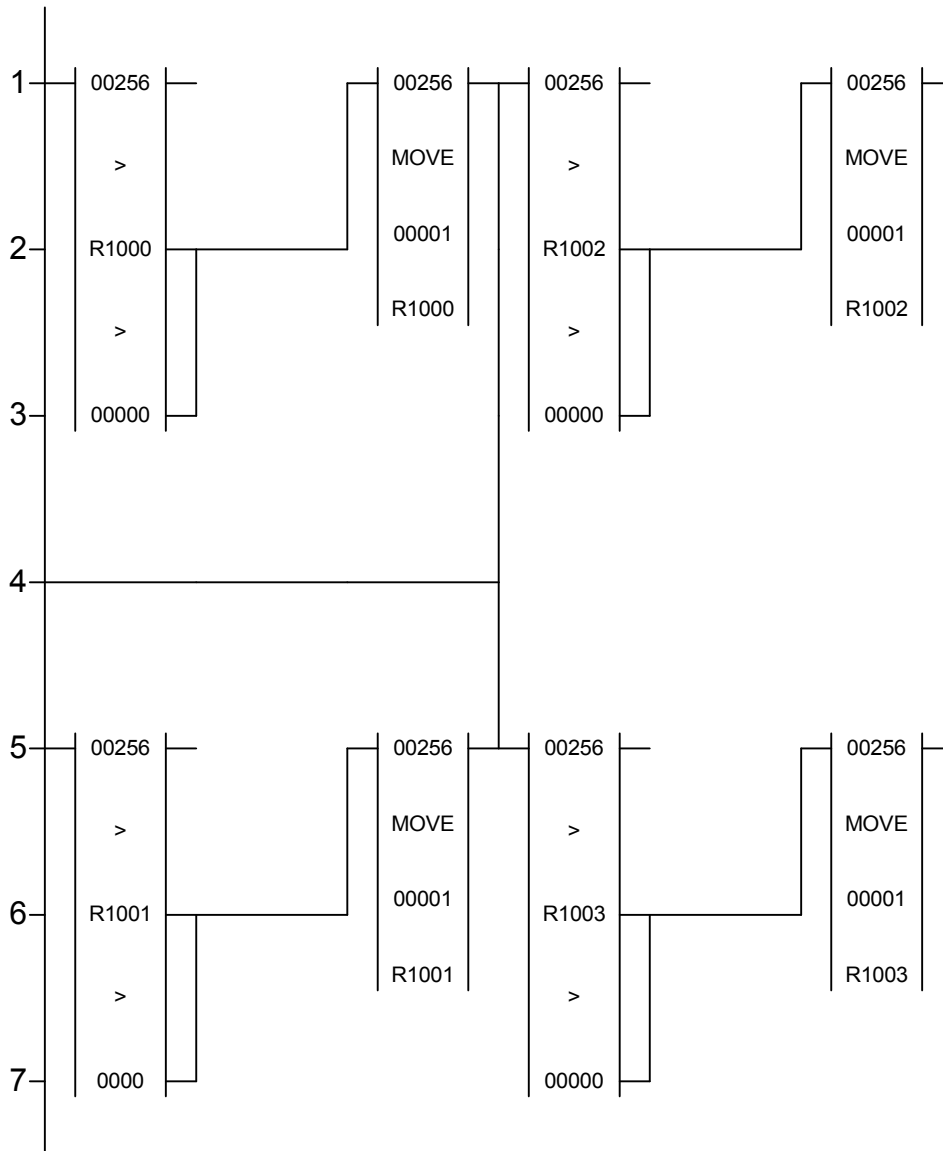 1 00256 00256 00256 00256
MOVE MOVE
> >
2 R1000 00001 R1002 00001
R1000 R1002
> >
3 00000 00000
4
5 00256 00256 00256 00256
MOVE MOVE
> >
6 R1001 00001 R1003 00001
R1001 R1003
> >
7 0000 00000